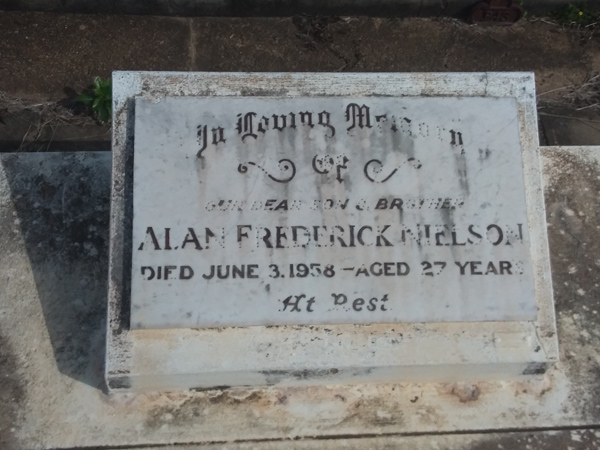 In Loving Memory
Of
OUR DEAR SON & BROTHER
ALAN FREDERICK NIELSON
DIED JUNE 3. 1958 - AGED 27 YEARS
At Rest